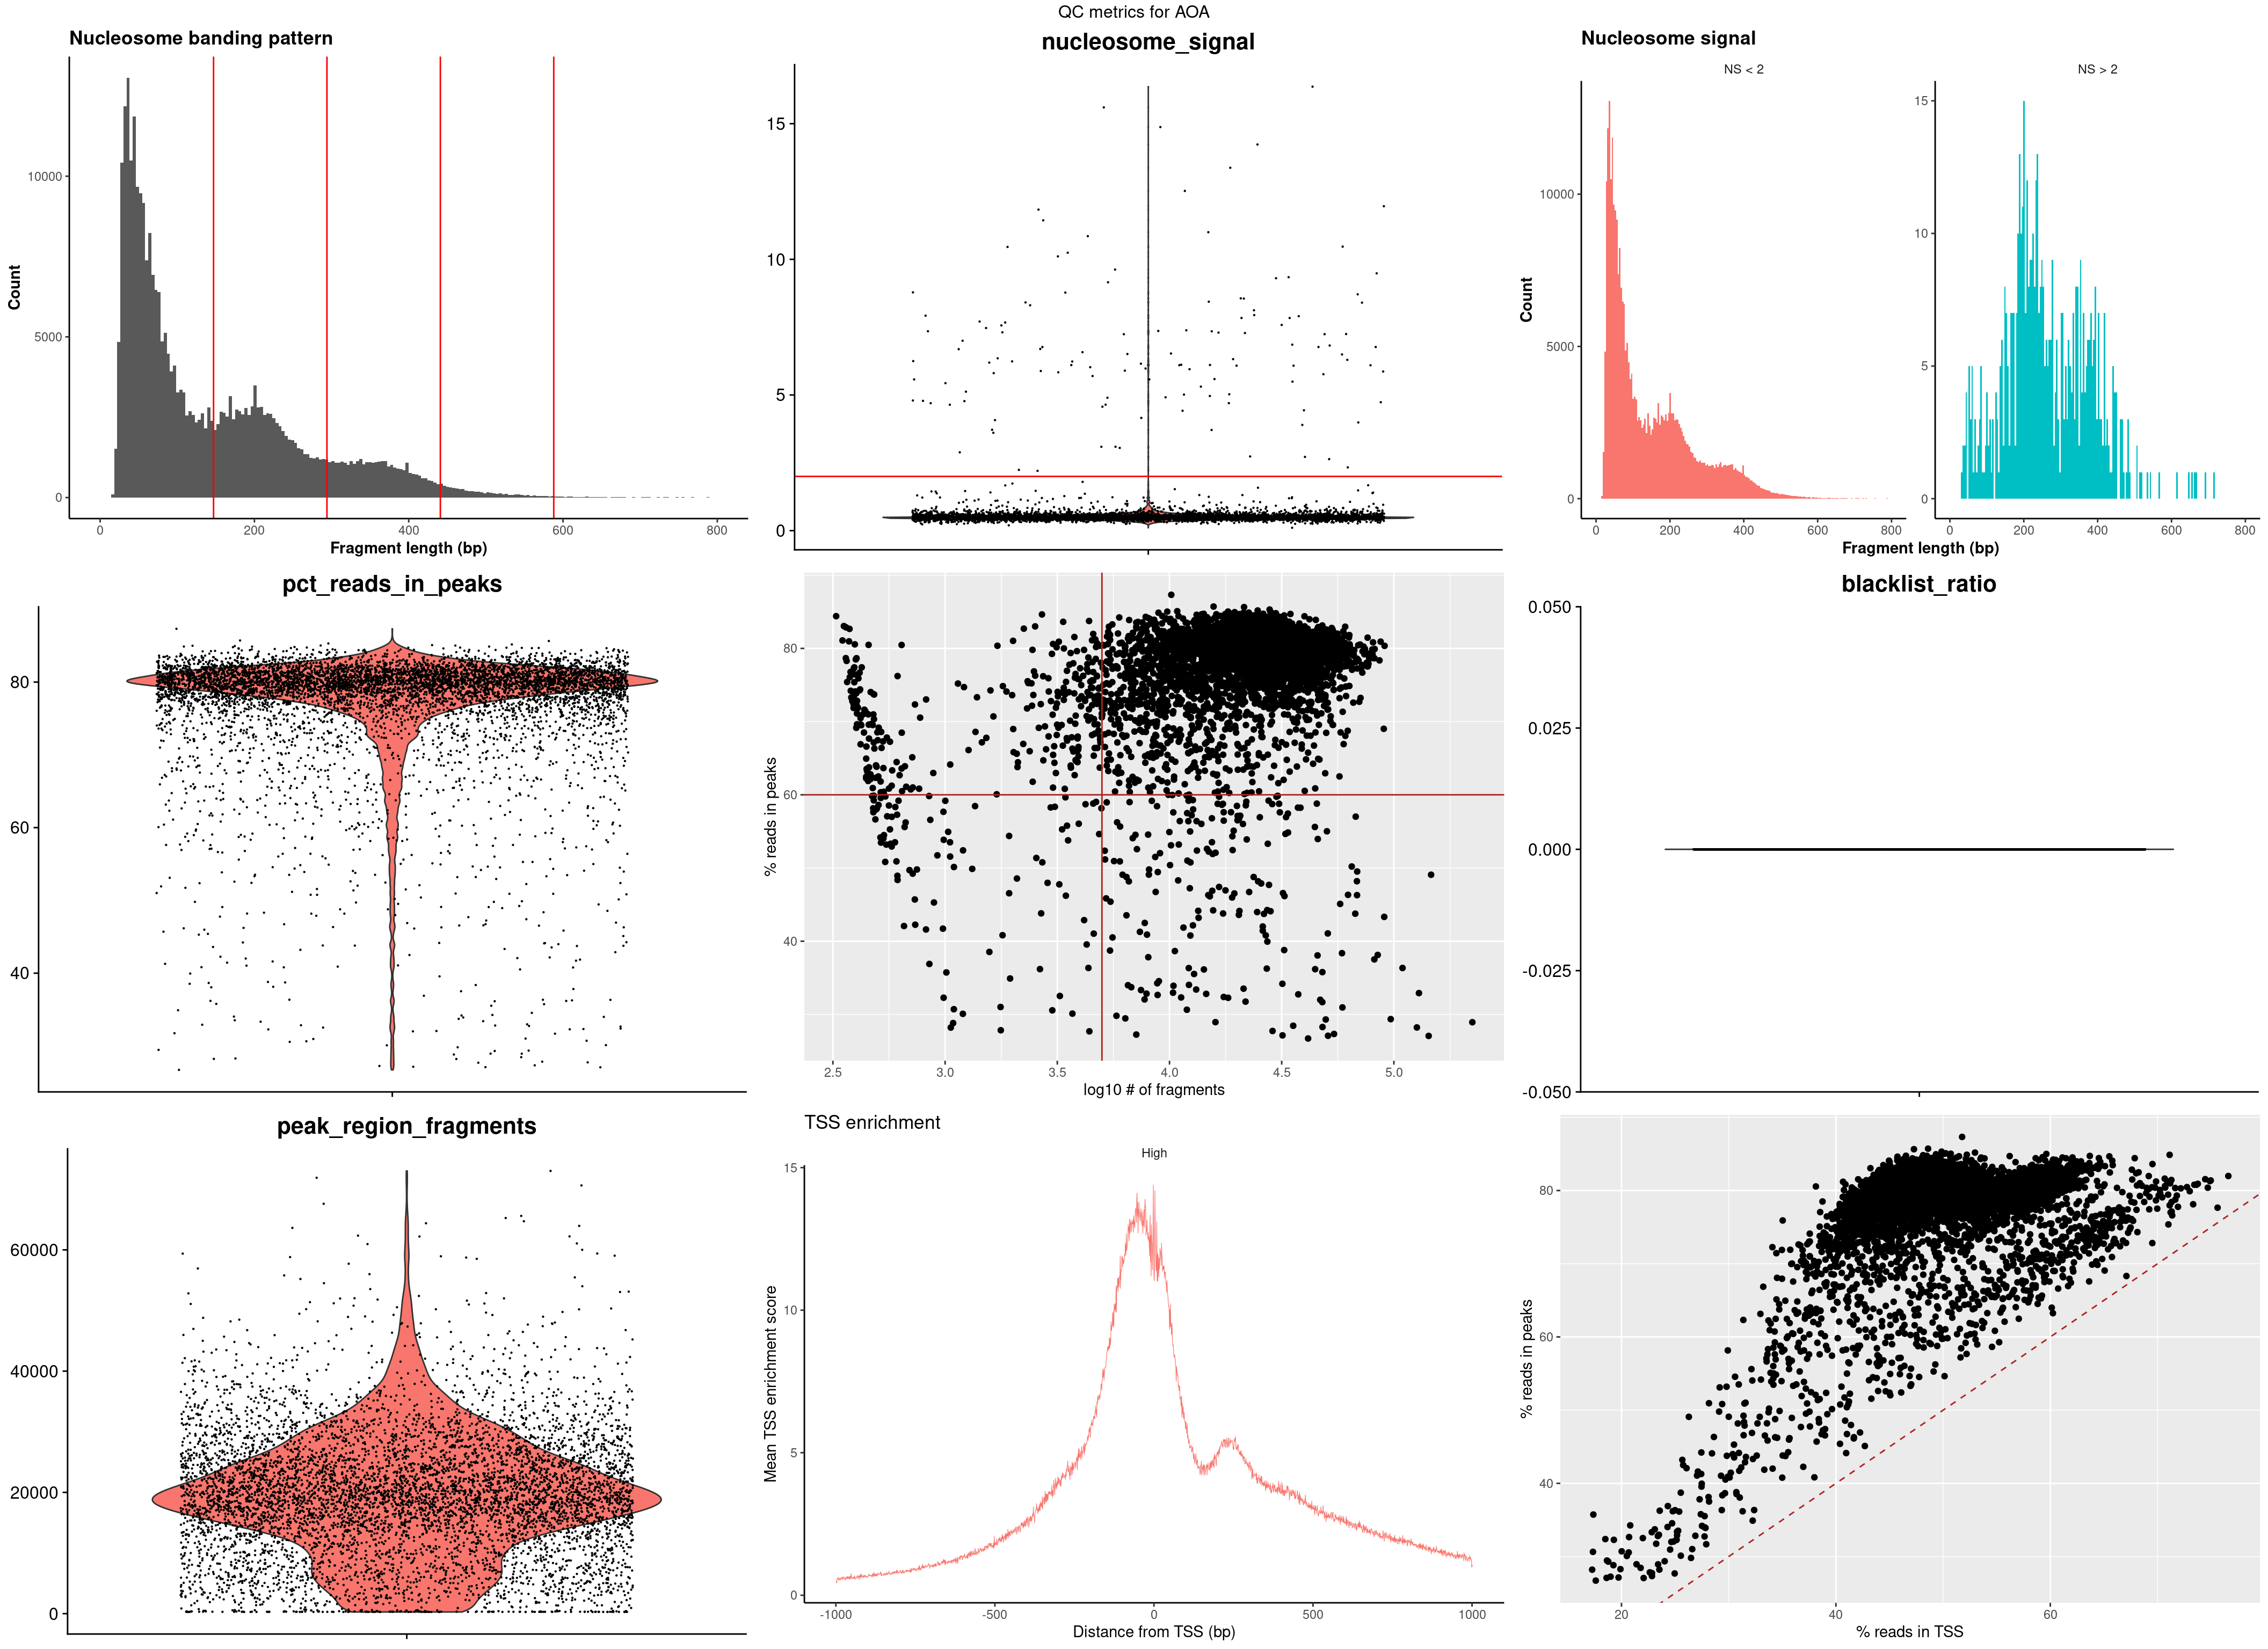 QC metrics for AOA
Nucleosome banding pattern
Count
10000
5000
0
0 200 400 600 800
Fragment length (bp)
nucleosome_signal
15
10
5
0
Nucleosome signal
NS < 2 NS > 2
Count
10000
5000
0
0 200 400 600 800
15
10
5
0
0 200 400 600 800
Fragment length (bp)
pct_reads_in_peaks
80
60
40
% reads in peaks
80
60
40
2.5 3.0 3.5 4.0 4.5 5.0
log10 # of fragments
blacklist_ratio
0.050
0.025
0.000
-0.025
-0.050
peak_region_fragments
60000
40000
20000
0
TSS enrichment
High
Mean TSS enrichment score
15
10
5
0
-1000 -500 0 500 1000
Distance from TSS (bp)
% reads in peaks
80
60
40
20 40 60
% reads in TSS